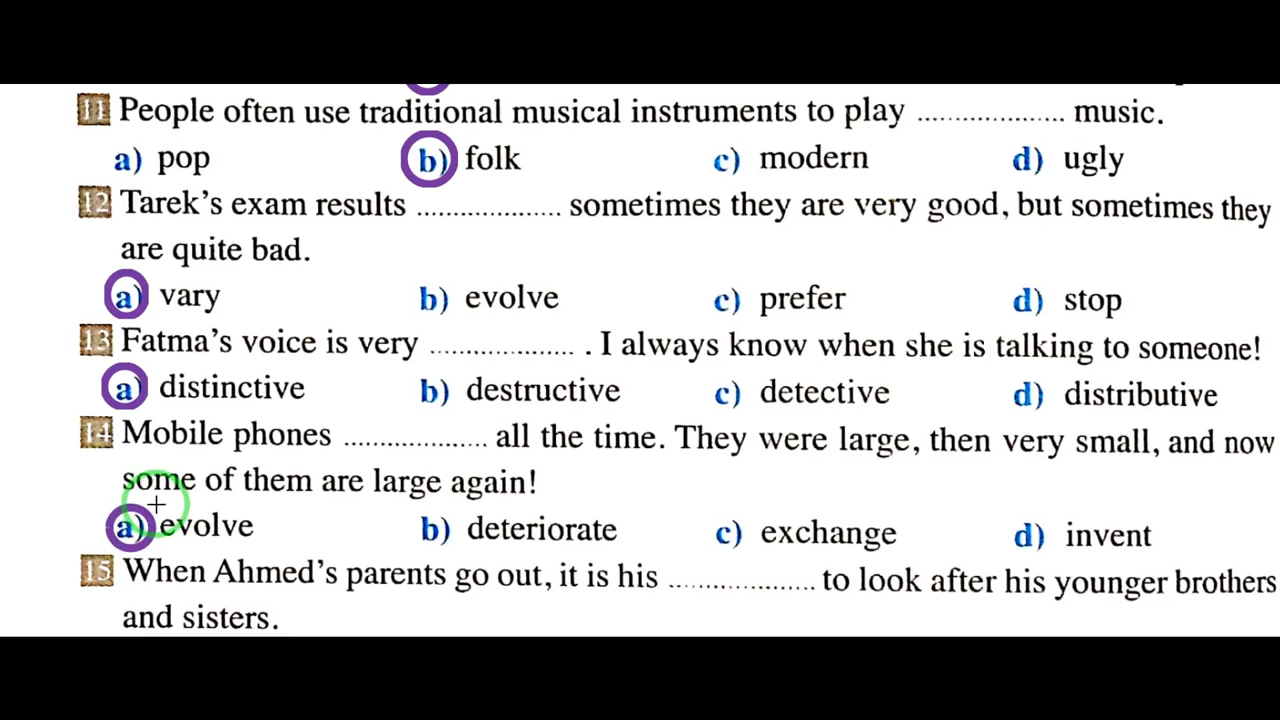 11 People often use traditional musical instruments to play .................... music.
a) pop b) folk c) modern d) ugly
12 Tarek's exam results .................... sometimes they are very good, but sometimes they
are quite bad.
a) vary b) evolve c) prefer d) stop
13 Fatma's voice is very .................... . I always know when she is talking to someone!
a) distinctive b) destructive c) detective d) distributive
14 Mobile phones .................... all the time. They were large, then very small, and now
some of them are large again!
a) evolve b) deteriorate c) exchange d) invent
15 When Ahmed's parents go out, it is his .................... to look after his younger brothers
and sisters.